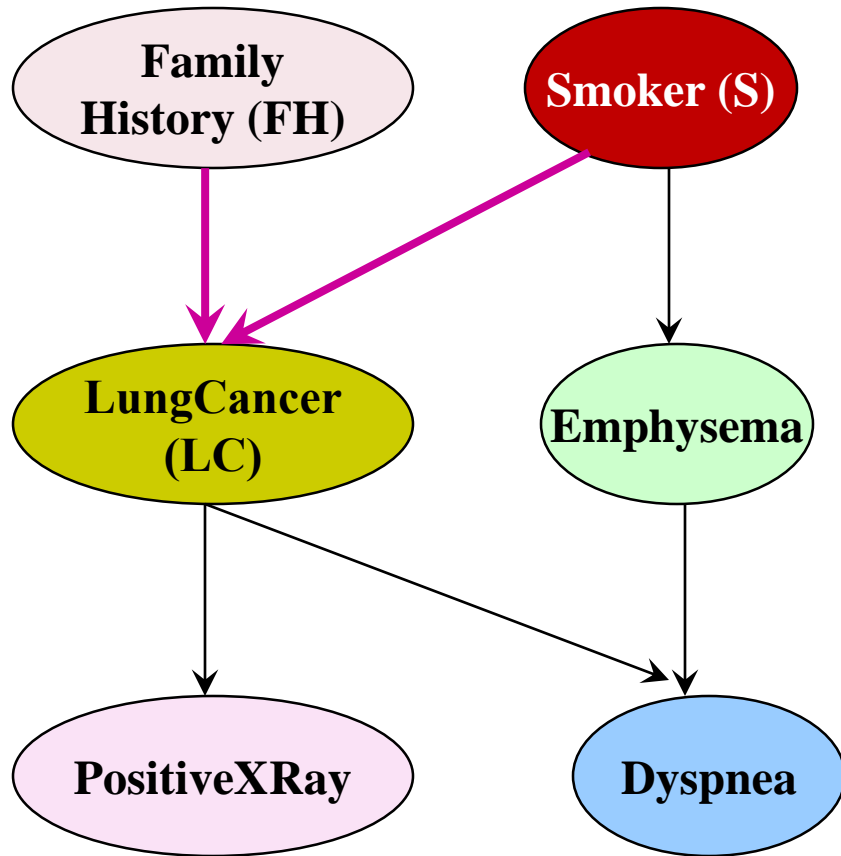 Family
History (FH)
Smoker (S)
LungCancer
(LC)
Emphysema
PositiveXRay
Dyspnea